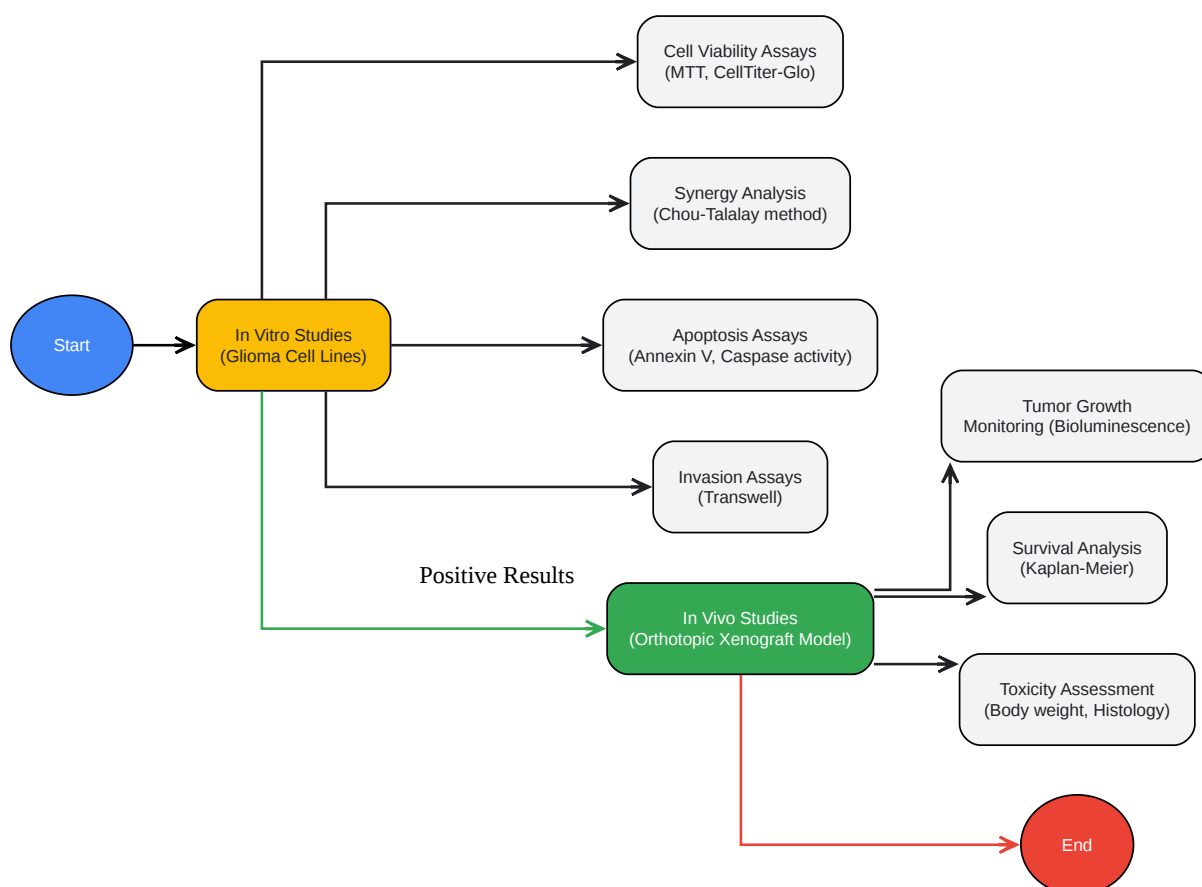 Cell Viability Assays
(MTT, CellTiter-Glo)
Synergy Analysis
(Chou-Talalay method)
Start
In Vitro Studies
(Glioma Cell Lines)
Apoptosis Assays
(Annexin V, Caspase activity)
Tumor Growth
Monitoring (Bioluminescence)
Invasion Assays
(Transwell)
Survival Analysis
(Kaplan-Meier)
Positive Results
In Vivo Studies
(Orthotopic Xenograft Model)
Toxicity Assessment
(Body weight, Histology)
End